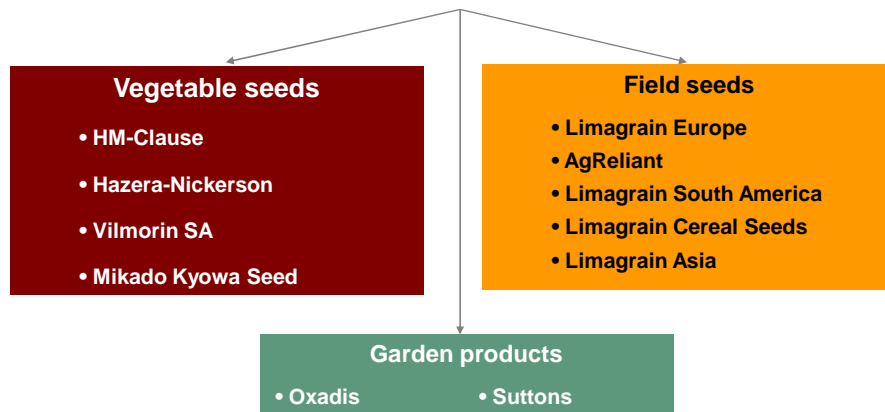 Vegetable seeds
• HM-Clause
• Hazera-Nickerson
• Vilmorin SA
• Mikado Kyowa Seed
Field seeds
• Limagrain Europe
• AgReliant
• Limagrain South America
• Limagrain Cereal Seeds
• Limagrain Asia
Garden products
• Oxadis • Suttons